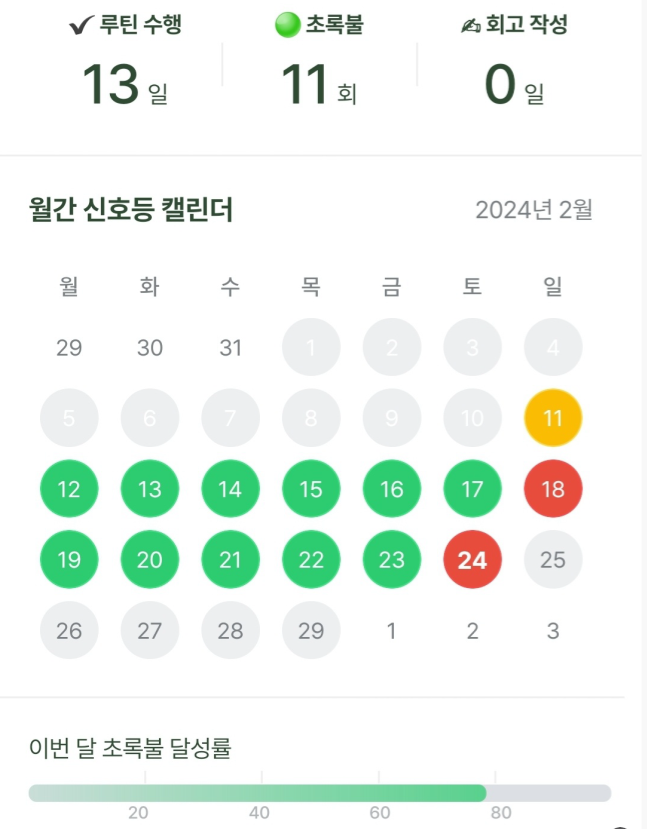 루틴 수행 초록불 회고 작성
13 일 11 회 0 일
월간 신호등 캘린더 2024년 2월
월 화 수 목 금 토 일
29 30 31 1 2 3 4
5 6 7 8 9 10 11
12 13 14 15 16 17 18
19 20 21 22 23 24 25
26 27 28 29 1 2 3
이번 달 초록불 달성률
20 40 60 80